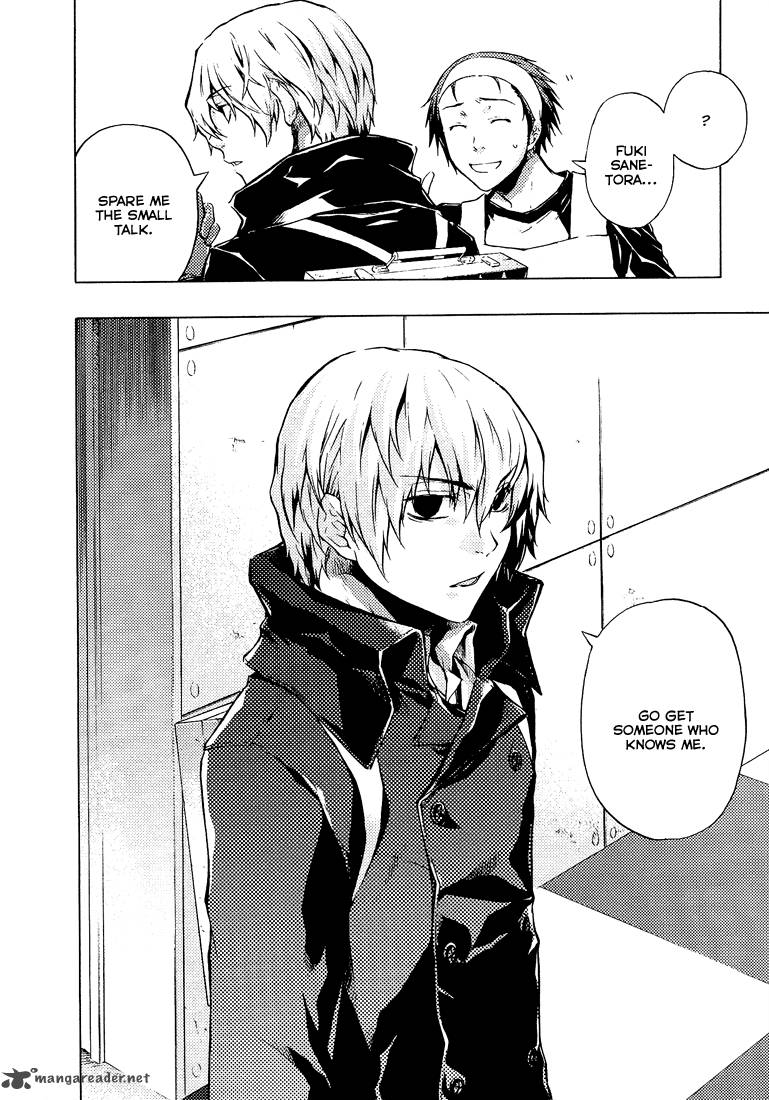 ?
FUKI
SANE-
TORA...
SPARE ME
THE SMALL
TALK.
GO GET
SOMEONE WHO
KNOWS ME.
mangareader.net